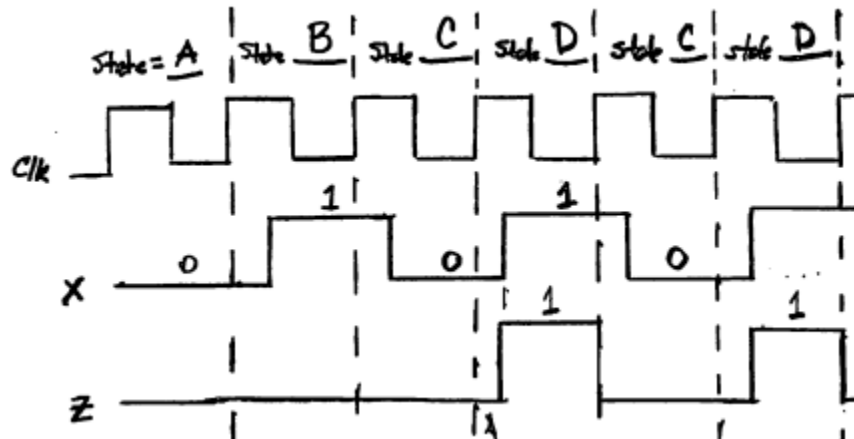 State = A State B State C State D State C State D
Clk
1 1
X 0 0 0 ....
1 1
Z